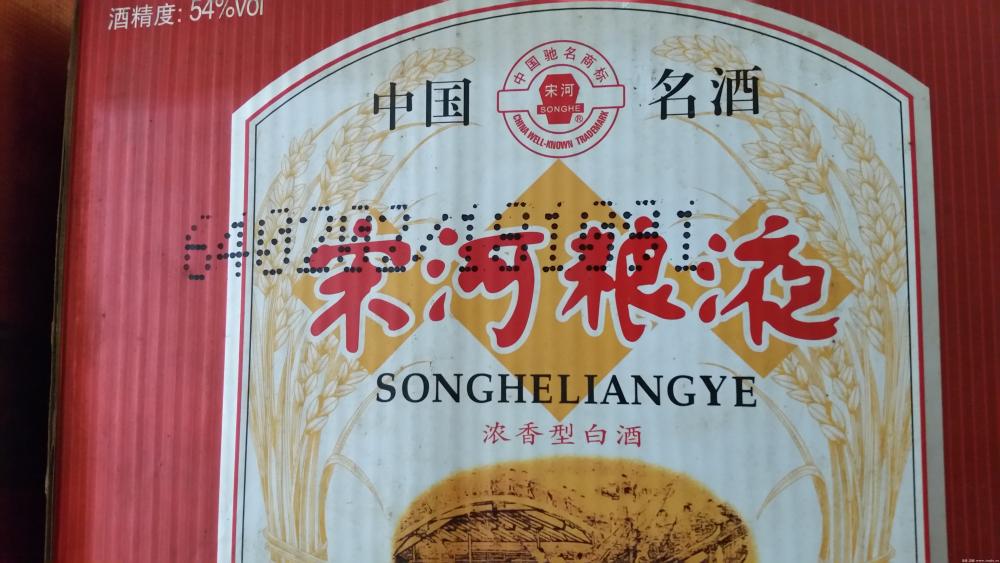 酒精度: 54%vol
中国驰名商标
宋河
SONGHE
®
CHINA WELL-KNOWN TRADEMARK
中国 名酒
宋河粮液
SONGHELIANGYE
浓香型白酒